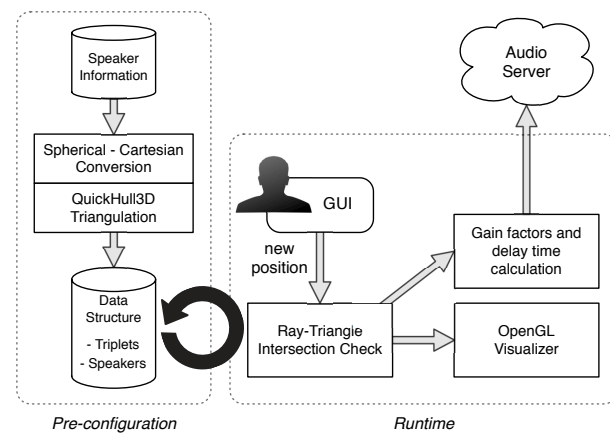 Speaker
Information
Spherical - Cartesian
Conversion
QuickHull3D
Triangulation
Data
Structure
- Triplets
- Speakers
Pre-configuration
Audio
Server
GUI
new
position
Ray-Triangle
Intersection Check
Gain factors and
delay time
calculation
OpenGL
Visualizer
Runtime